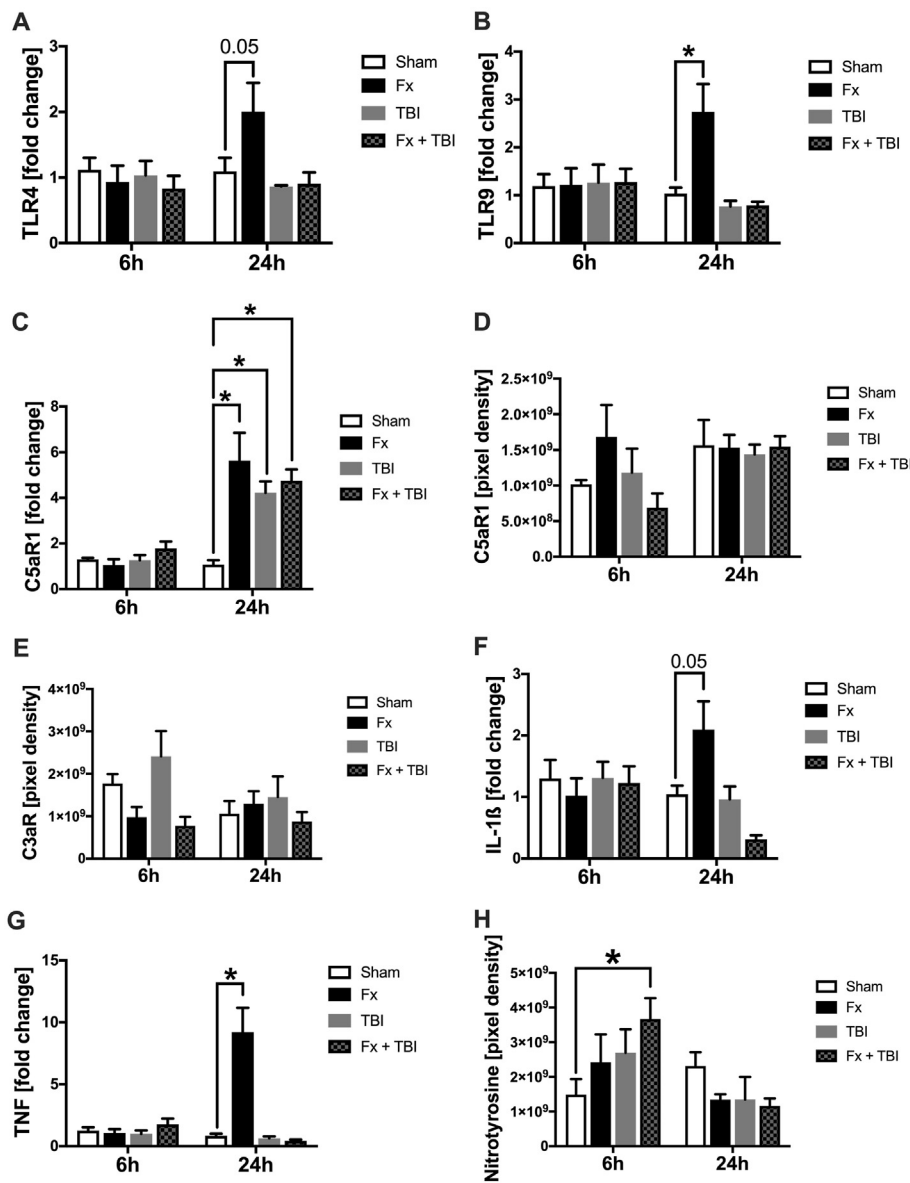 A
TLR4 [fold change]
3
2
1
0
0.05
6h
24h
Sham
Fx
TBI
Fx + TBI
B
TLR9 [fold change]
4
3
2
1
0
*
6h
24h
Sham
Fx
TBI
Fx + TBI
C
C5aR1 [fold change]
8
6
4
2
0
*
*
*
6h
24h
Sham
Fx
TBI
Fx + TBI
D
C5aR1 [pixel density]
2.5×10⁹
2.0×10⁹
1.5×10⁹
1.0×10⁹
5.0×10⁸
0.0
6h
24h
Sham
Fx
TBI
Fx + TBI
E
C3aR [pixel density]
4×10⁹
3×10⁹
2×10⁹
1×10⁹
0
6h
24h
Sham
Fx
TBI
Fx + TBI
F
IL-1ß [fold change]
3
2
1
0
0.05
6h
24h
Sham
Fx
TBI
Fx + TBI
G
TNF [fold change]
15
10
5
0
*
6h
24h
Sham
Fx
TBI
Fx + TBI
H
Nitrotyrosine [pixel density]
5×10⁹
4×10⁹
3×10⁹
2×10⁹
1×10⁹
0
*
6h
24h
Sham
Fx
TBI
Fx + TBI